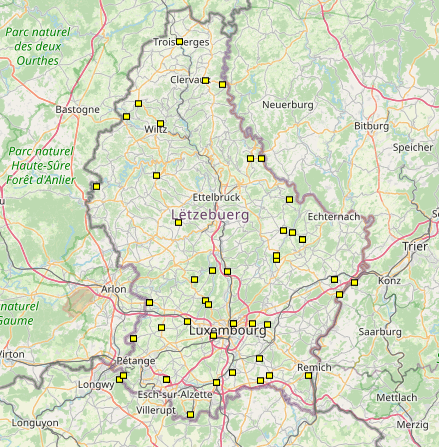 Parc naturel
des deux
Ourthes
Troisvierges
Clervaux
Bastogne
Neuerburg
Wiltz
Bitburg
Parc naturel
Haute-Sûre
Forêt d'Anlier
Speicher
Ettelbruck
Lëtzebuerg
Echternach
Trier
Arlon
Konz
naturel
Gaume
Luxembourg
Saarburg
Virton
Pétange
Remich
Longwy
Esch-sur-Alzette
Mettlach
Villerupt
Longuyon
Merzig